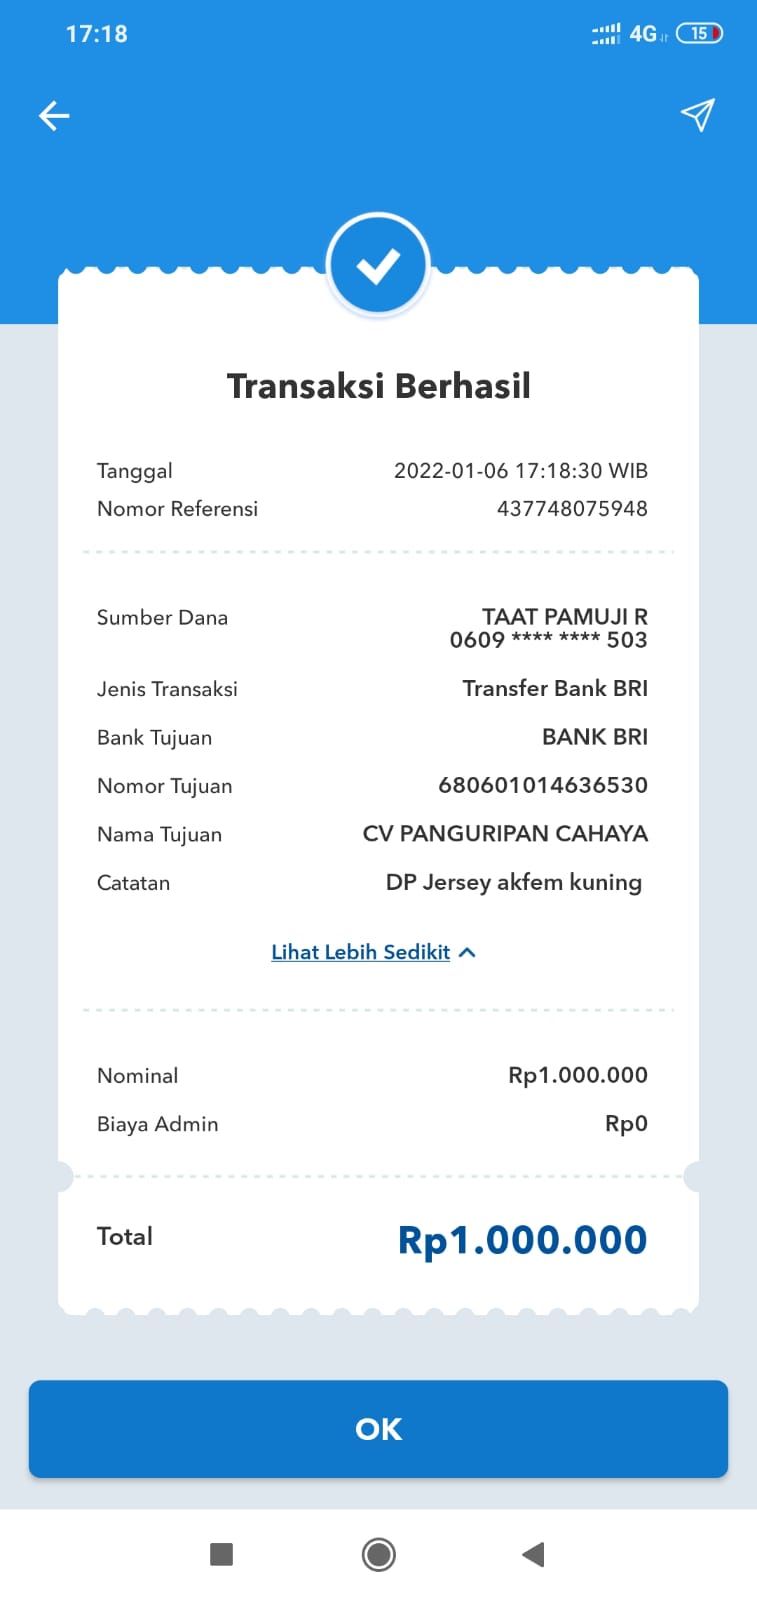 17:18
4G
15
Transaksi Berhasil
Tanggal 2022-01-06 17:18:30 WIB
Nomor Referensi 437748075948
Sumber Dana TAAT PAMUJI R
0609 **** **** 503
Jenis Transaksi Transfer Bank BRI
Bank Tujuan BANK BRI
Nomor Tujuan 680601014636530
Nama Tujuan CV PANGURIPAN CAHAYA
Catatan DP Jersey akfem kuning
Lihat Lebih Sedikit
Nominal Rp1.000.000
Biaya Admin Rp0
Total Rp1.000.000
OK